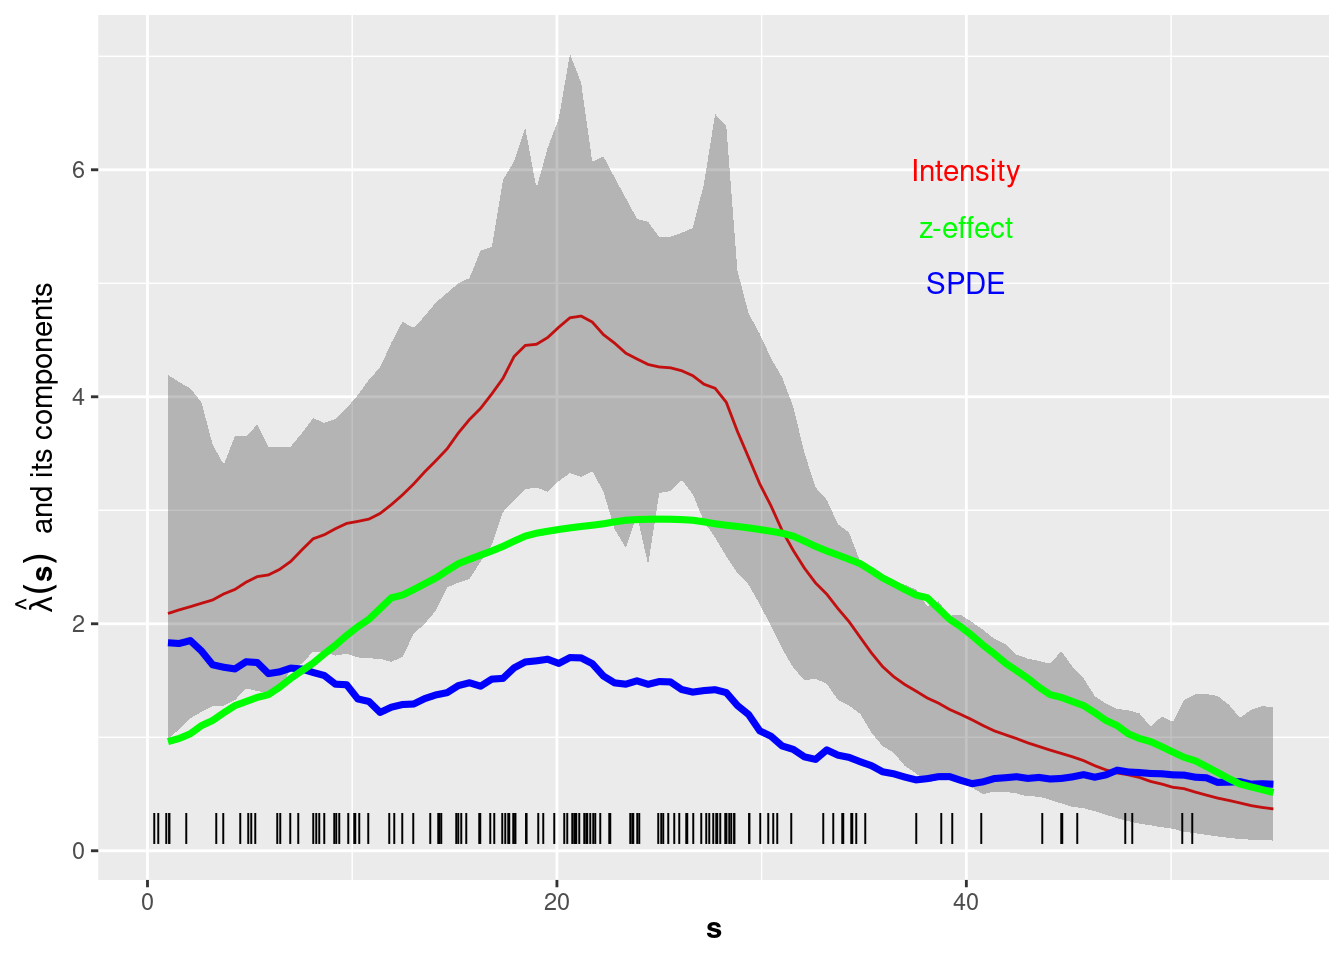 Intensity
z-effect
SPDE
6
4
2
0
0 20 40
s
λ̂(s) and its components